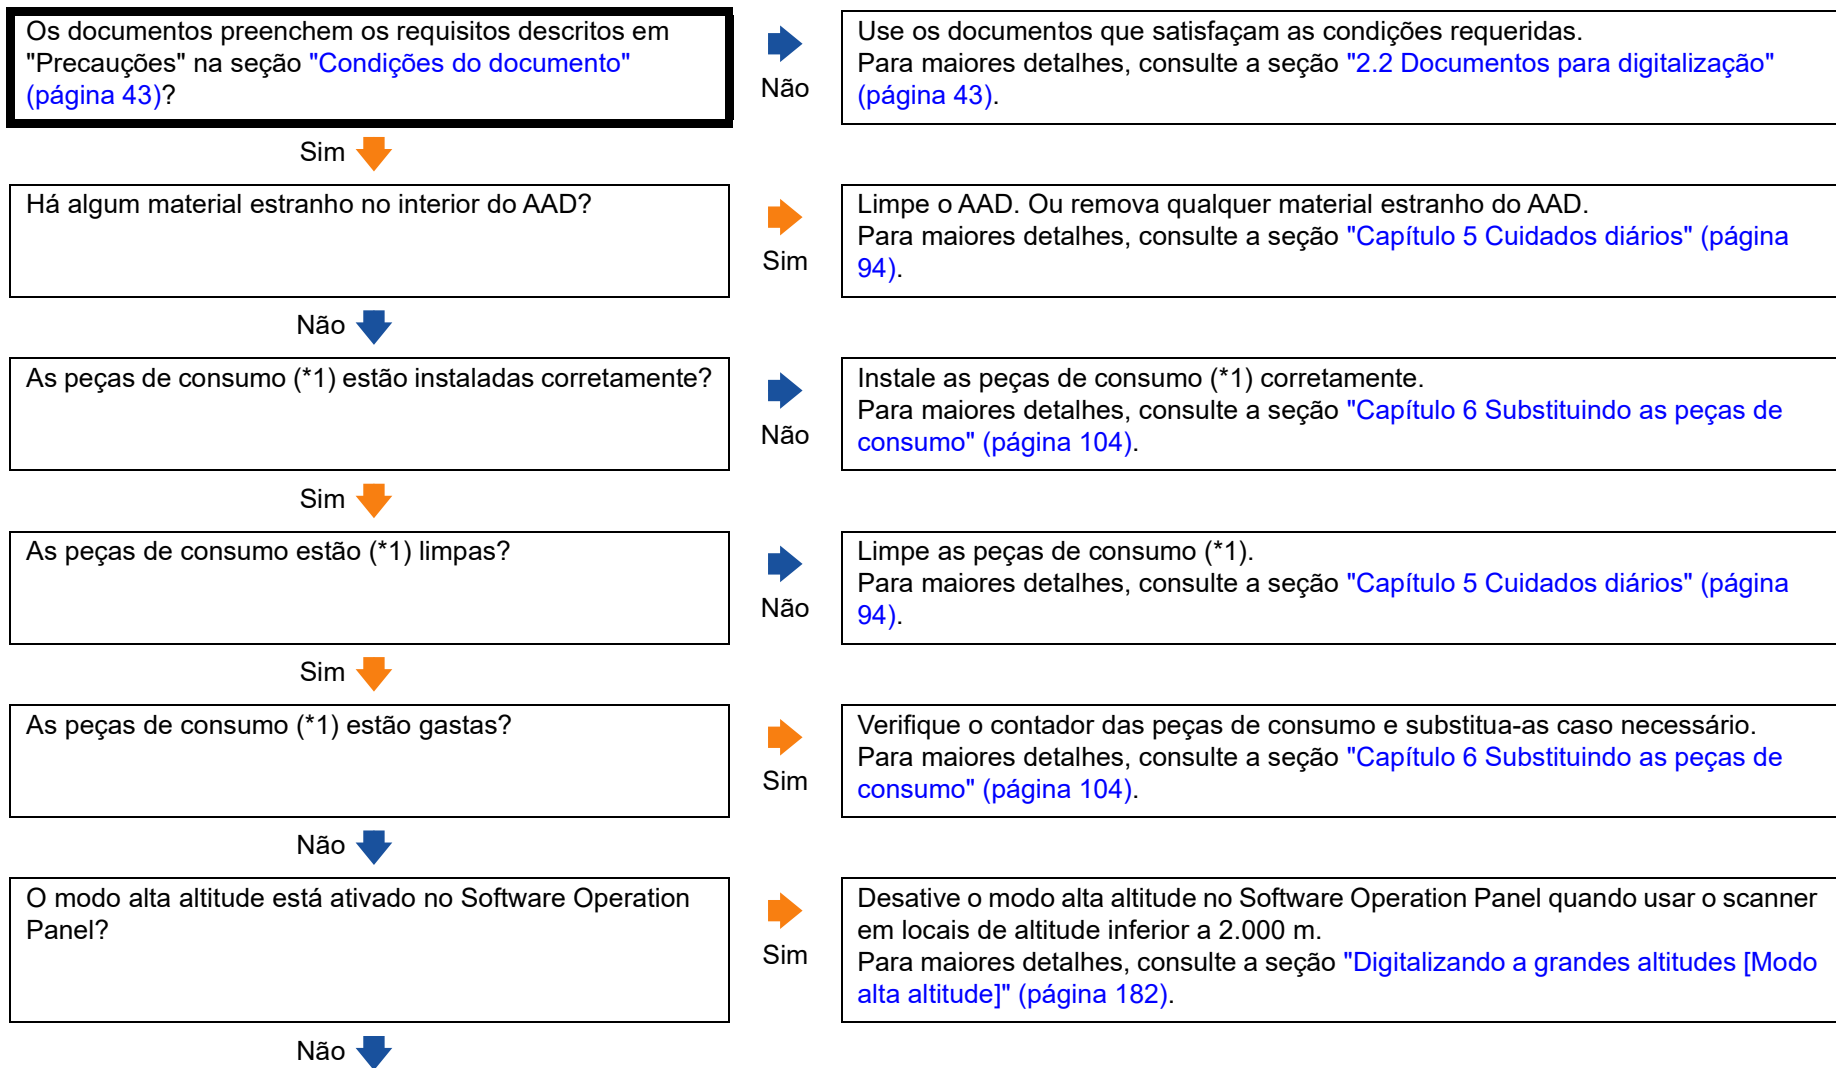 Os documentos preenchem os requisitos descritos em
"Precauções" na seção "Condições do documento"
(página 43)?
Não
Use os documentos que satisfaçam as condições requeridas.
Para maiores detalhes, consulte a seção "2.2 Documentos para digitalização"
(página 43).
Sim
Há algum material estranho no interior do AAD?
Sim
Limpe o AAD. Ou remova qualquer material estranho do AAD.
Para maiores detalhes, consulte a seção "Capítulo 5 Cuidados diários" (página
94).
Não
As peças de consumo (*1) estão instaladas corretamente?
Não
Instale as peças de consumo (*1) corretamente.
Para maiores detalhes, consulte a seção "Capítulo 6 Substituindo as peças de
consumo" (página 104).
Sim
As peças de consumo estão (*1) limpas?
Não
Limpe as peças de consumo (*1).
Para maiores detalhes, consulte a seção "Capítulo 5 Cuidados diários" (página
94).
Sim
As peças de consumo (*1) estão gastas?
Sim
Verifique o contador das peças de consumo e substitua-as caso necessário.
Para maiores detalhes, consulte a seção "Capítulo 6 Substituindo as peças de
consumo" (página 104).
Não
O modo alta altitude está ativado no Software Operation
Panel?
Sim
Desative o modo alta altitude no Software Operation Panel quando usar o scanner
em locais de altitude inferior a 2.000 m.
Para maiores detalhes, consulte a seção "Digitalizando a grandes altitudes [Modo
alta altitude]" (página 182).
Não